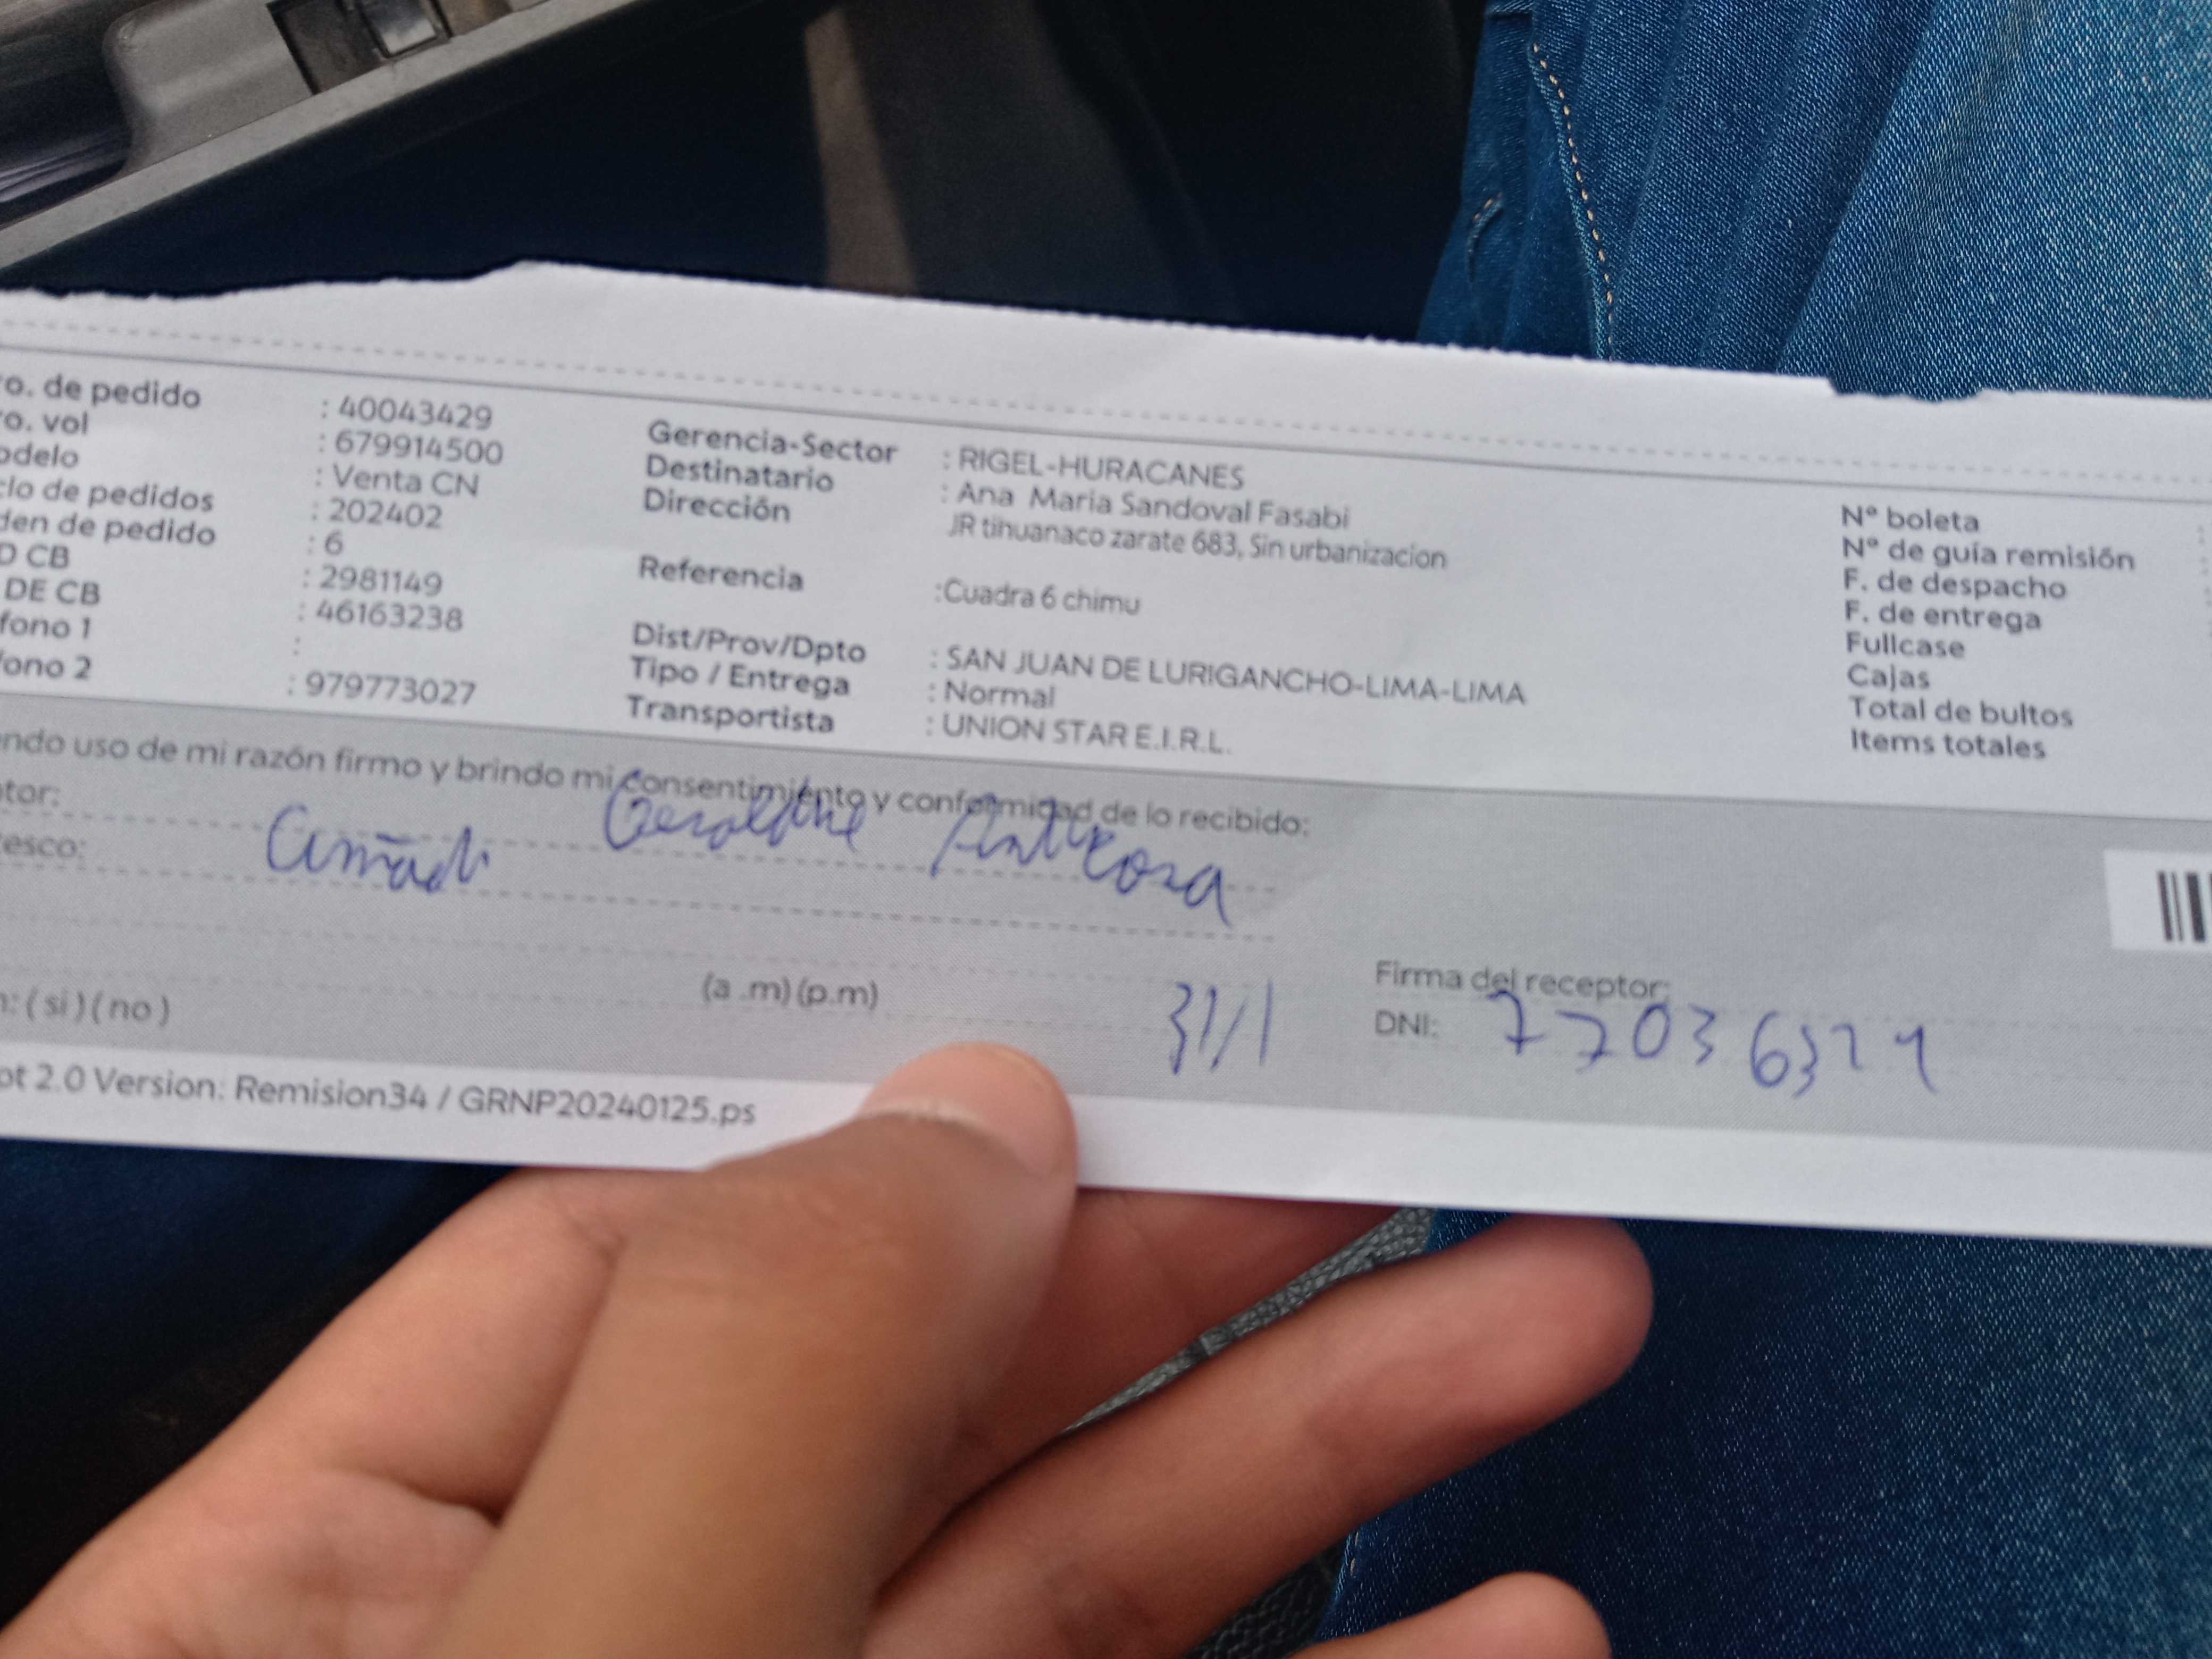 ro. de pedido : 40043429
ro. vol : 679914500
odelo : Venta CN
clo de pedidos : 202402
den de pedido : 6
D CB : 2981149
DE CB : 46163238
fono 1 :
fono 2 : 979773027
Gerencia-Sector : RIGEL-HURACANES
Destinatario : Ana Maria Sandoval Fasabi
Dirección JR tihuanaco zarate 683, Sin urbanizacion
Referencia :Cuadra 6 chimu
Dist/Prov/Dpto : SAN JUAN DE LURIGANCHO-LIMA-LIMA
Tipo / Entrega : Normal
Transportista : UNION STAR E.I.R.L.
Nº boleta
Nº de guía remisión
F. de despacho
F. de entrega
Fullcase
Cajas
Total de bultos
Items totales
endo uso de mi razón firmo y brindo mi consentimiento y conformidad de lo recibido:
tor: Geraldine
esco:
(a .m) (p.m) 31/1
Firma del receptor:
DNI:
n: ( si ) ( no )
ot 2.0 Version: Remision34 / GRNP20240125.ps